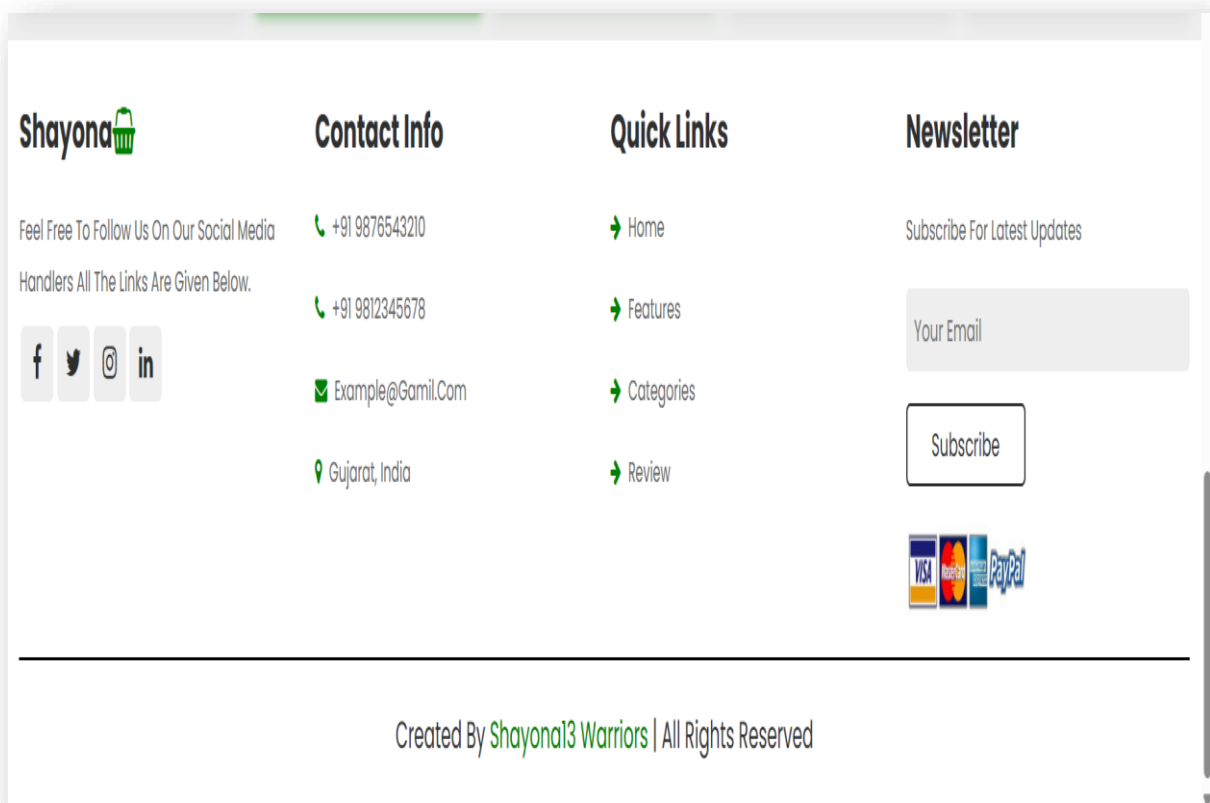 Shayona
Feel Free To Follow Us On Our Social Media
Handlers All The Links Are Given Below.
Contact Info
+91 9876543210
+91 9812345678
Example@Gamil.Com
Gujarat, India
Quick Links
Home
Features
Categories
Review
Newsletter
Subscribe For Latest Updates
Your Email
Subscribe
VISA MasterCard PayPal
Created By Shayona13 Warriors | All Rights Reserved